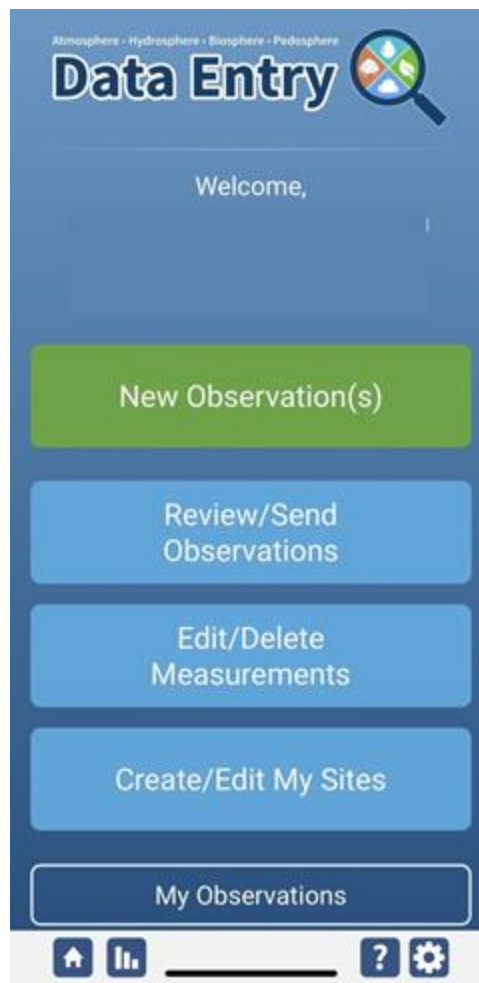 Atmosphere • Hydrosphere • Biosphere • Pedosphere
Data Entry
Welcome,
New Observation(s)
Review/Send
Observations
Edit/Delete
Measurements
Create/Edit My Sites
My Observations
?